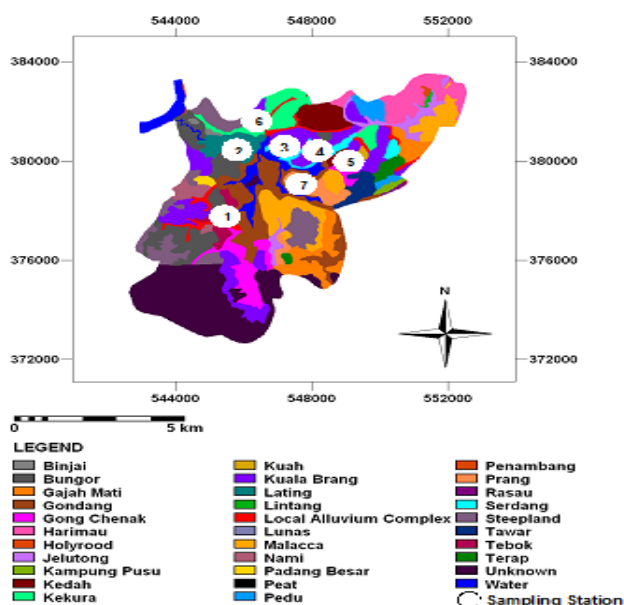 544000 548000 552000
384000 384000
380000 380000
376000 376000
372000 372000
6
2 3 4 5
7
1
N
544000 548000 552000
0 5 km
LEGEND
Binjai
Bungor
Gajah Mati
Gondang
Gong Chenak
Harimau
Holyrood
Jelutong
Kampung Pusu
Kedah
Kekura
Kuah
Kuala Brang
Lating
Lintang
Local Alluvium Complex
Lunas
Malacca
Nami
Padang Besar
Peat
Pedu
Penambang
Prang
Rasau
Serdang
Steepland
Tawar
Tebok
Terap
Unknown
Water
Sampling Station